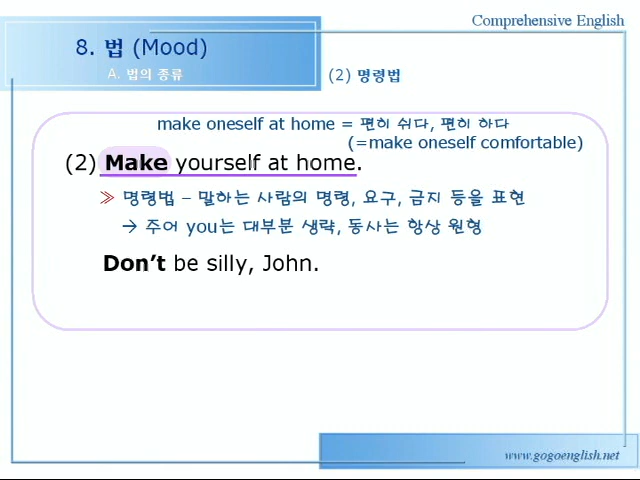 Comprehensive English
8. 법 (Mood)
A. 법의 종류
(2) 명령법
make oneself at home = 편히 쉬다, 편히 하다
(=make oneself comfortable)
(2) Make yourself at home.
≫ 명령법 – 말하는 사람의 명령, 요구, 금지 등을 표현
→ 주어 you는 대부분 생략, 동사는 항상 원형
Don't be silly, John.
www.gogoenglish.net